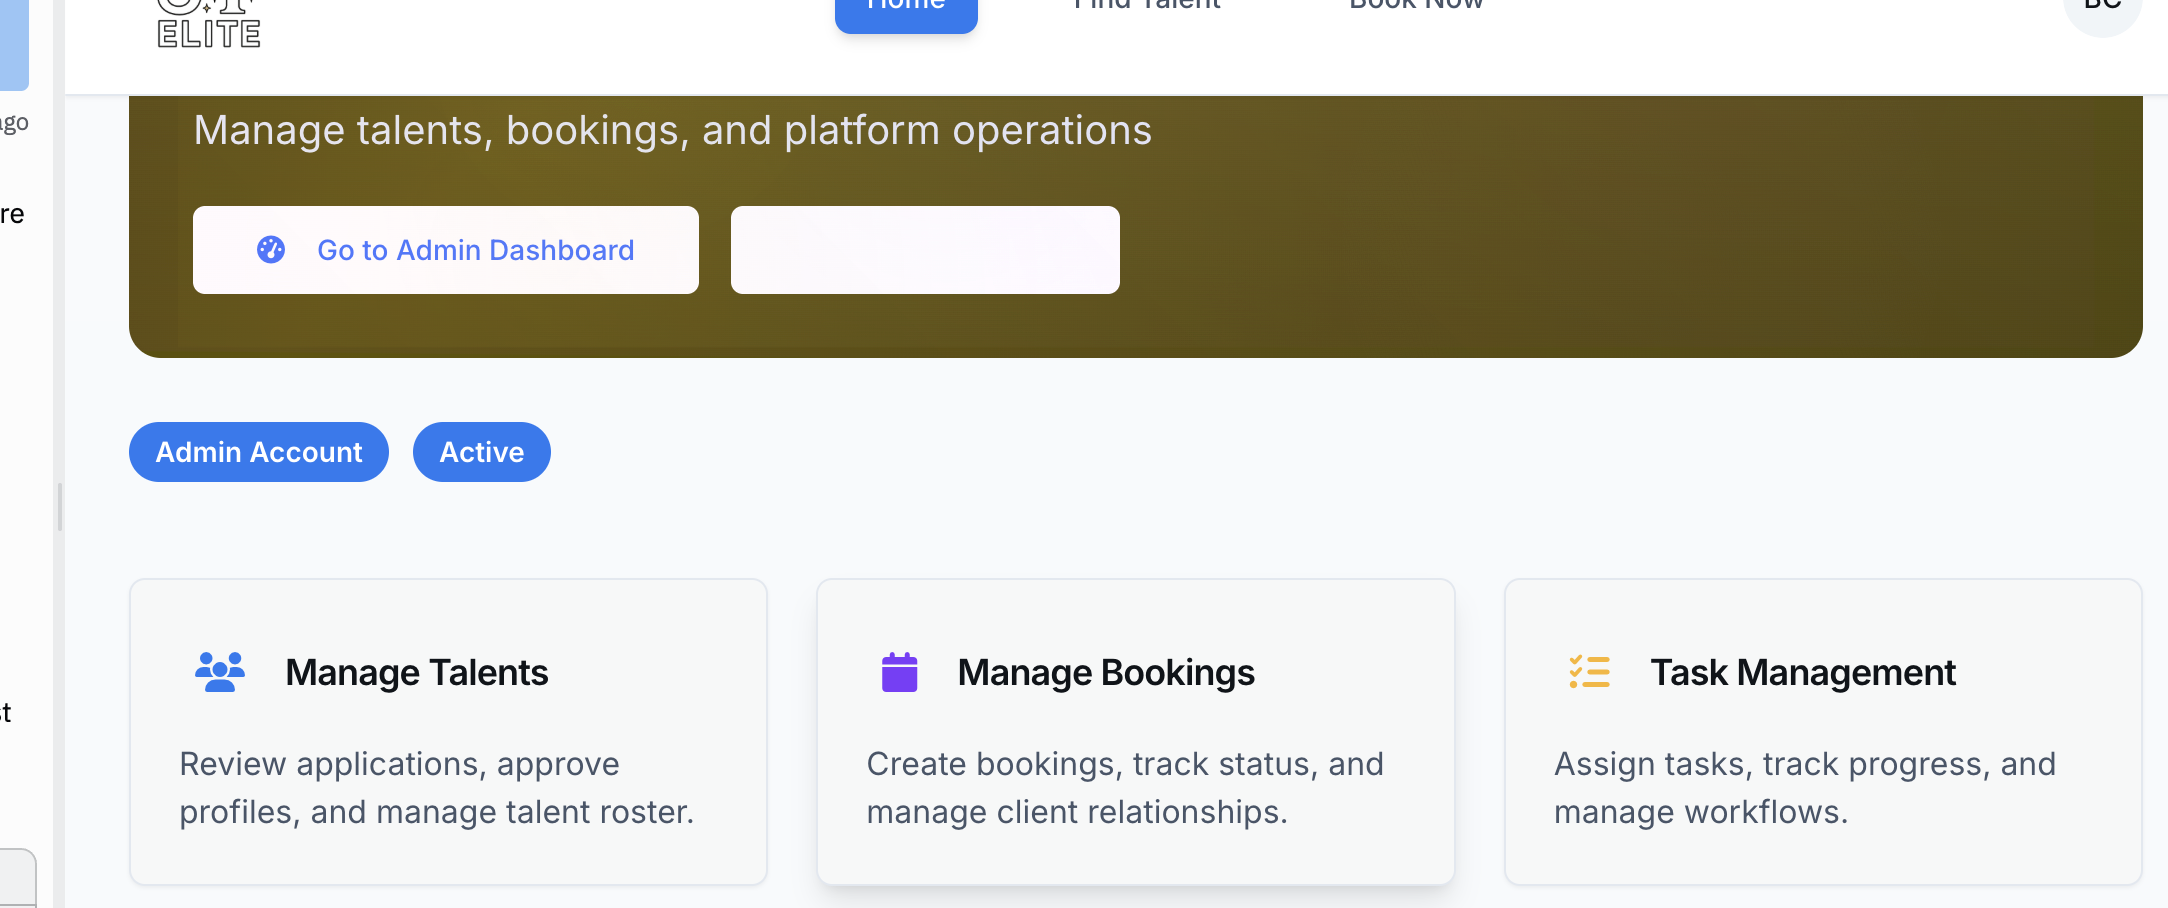 ELITE
Home
Find Talent
Book Now
BC
ago
re
st
Manage talents, bookings, and platform operations
Go to Admin Dashboard
Admin Account
Active
Manage Talents
Review applications, approve
profiles, and manage talent roster.
Manage Bookings
Create bookings, track status, and
manage client relationships.
Task Management
Assign tasks, track progress, and
manage workflows.